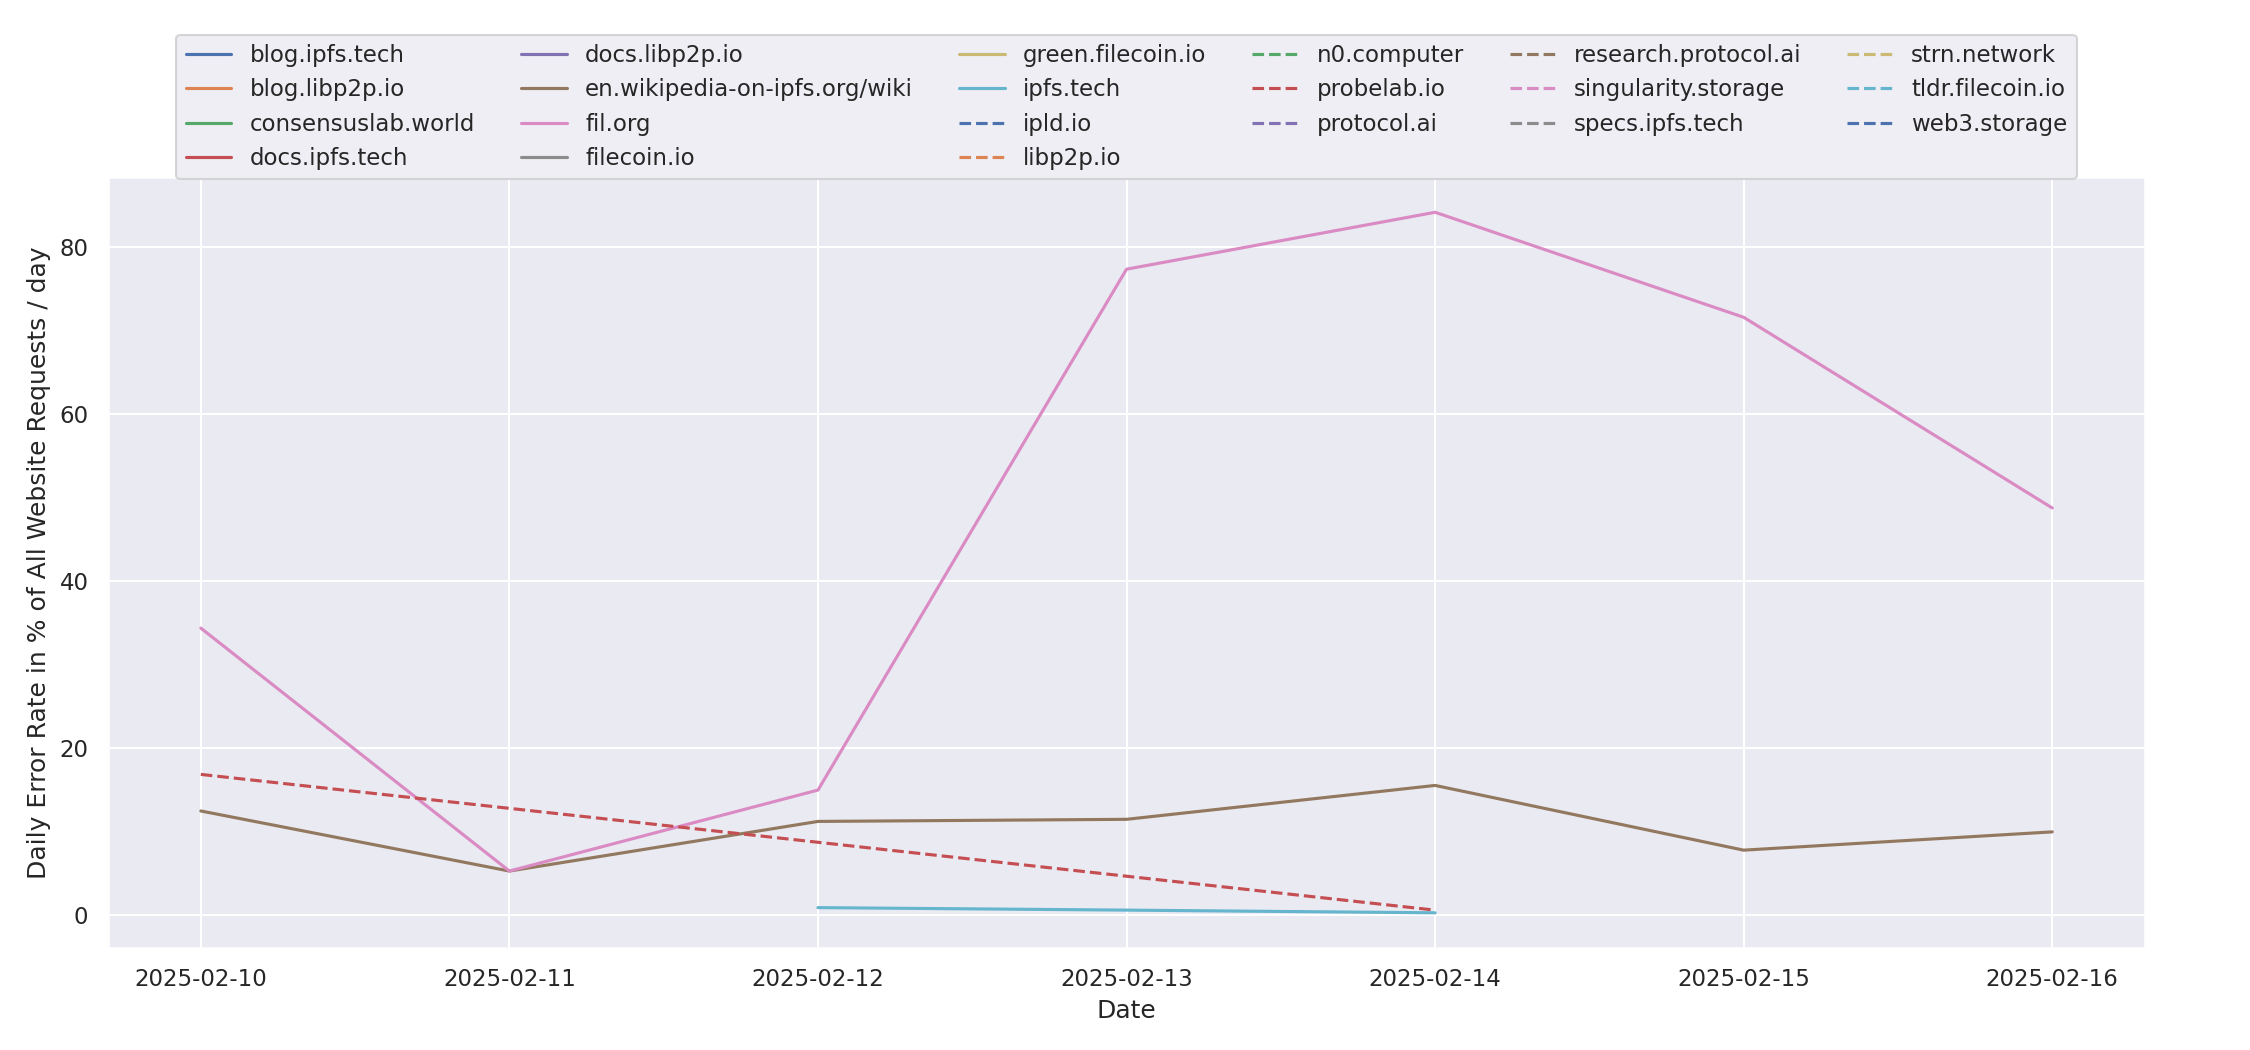 blog.ipfs.tech
blog.libp2p.io
consensuslab.world
docs.ipfs.tech
docs.libp2p.io
en.wikipedia-on-ipfs.org/wiki
fil.org
filecoin.io
green.filecoin.io
ipfs.tech
ipld.io
libp2p.io
n0.computer
probelab.io
protocol.ai
research.protocol.ai
singularity.storage
specs.ipfs.tech
strn.network
tldr.filecoin.io
web3.storage
Daily Error Rate in % of All Website Requests / day
80
60
40
20
0
2025-02-10
2025-02-11
2025-02-12
2025-02-13
2025-02-14
2025-02-15
2025-02-16
Date